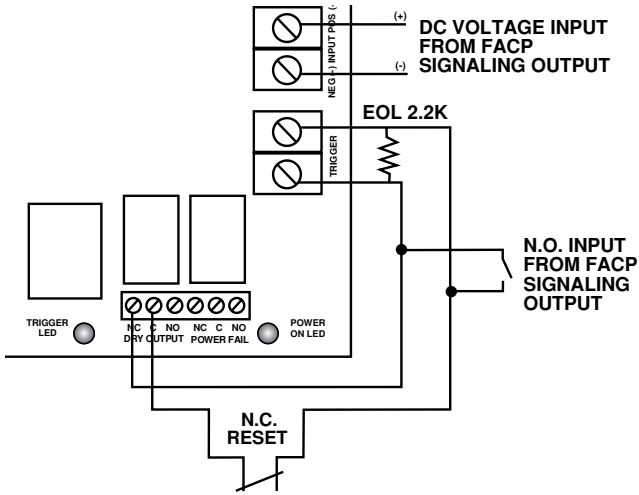 INPUT POS (-
(+)
DC VOLTAGE INPUT
FROM FACP
SIGNALING OUTPUT
NEG (–)
(-)
EOL 2.2K
TRIGGER
N.O. INPUT
FROM FACP
SIGNALING
OUTPUT
TRIGGER
LED
NC C NO NC C NO
DRY OUTPUT POWER FAIL
POWER
ON LED
N.C.
RESET